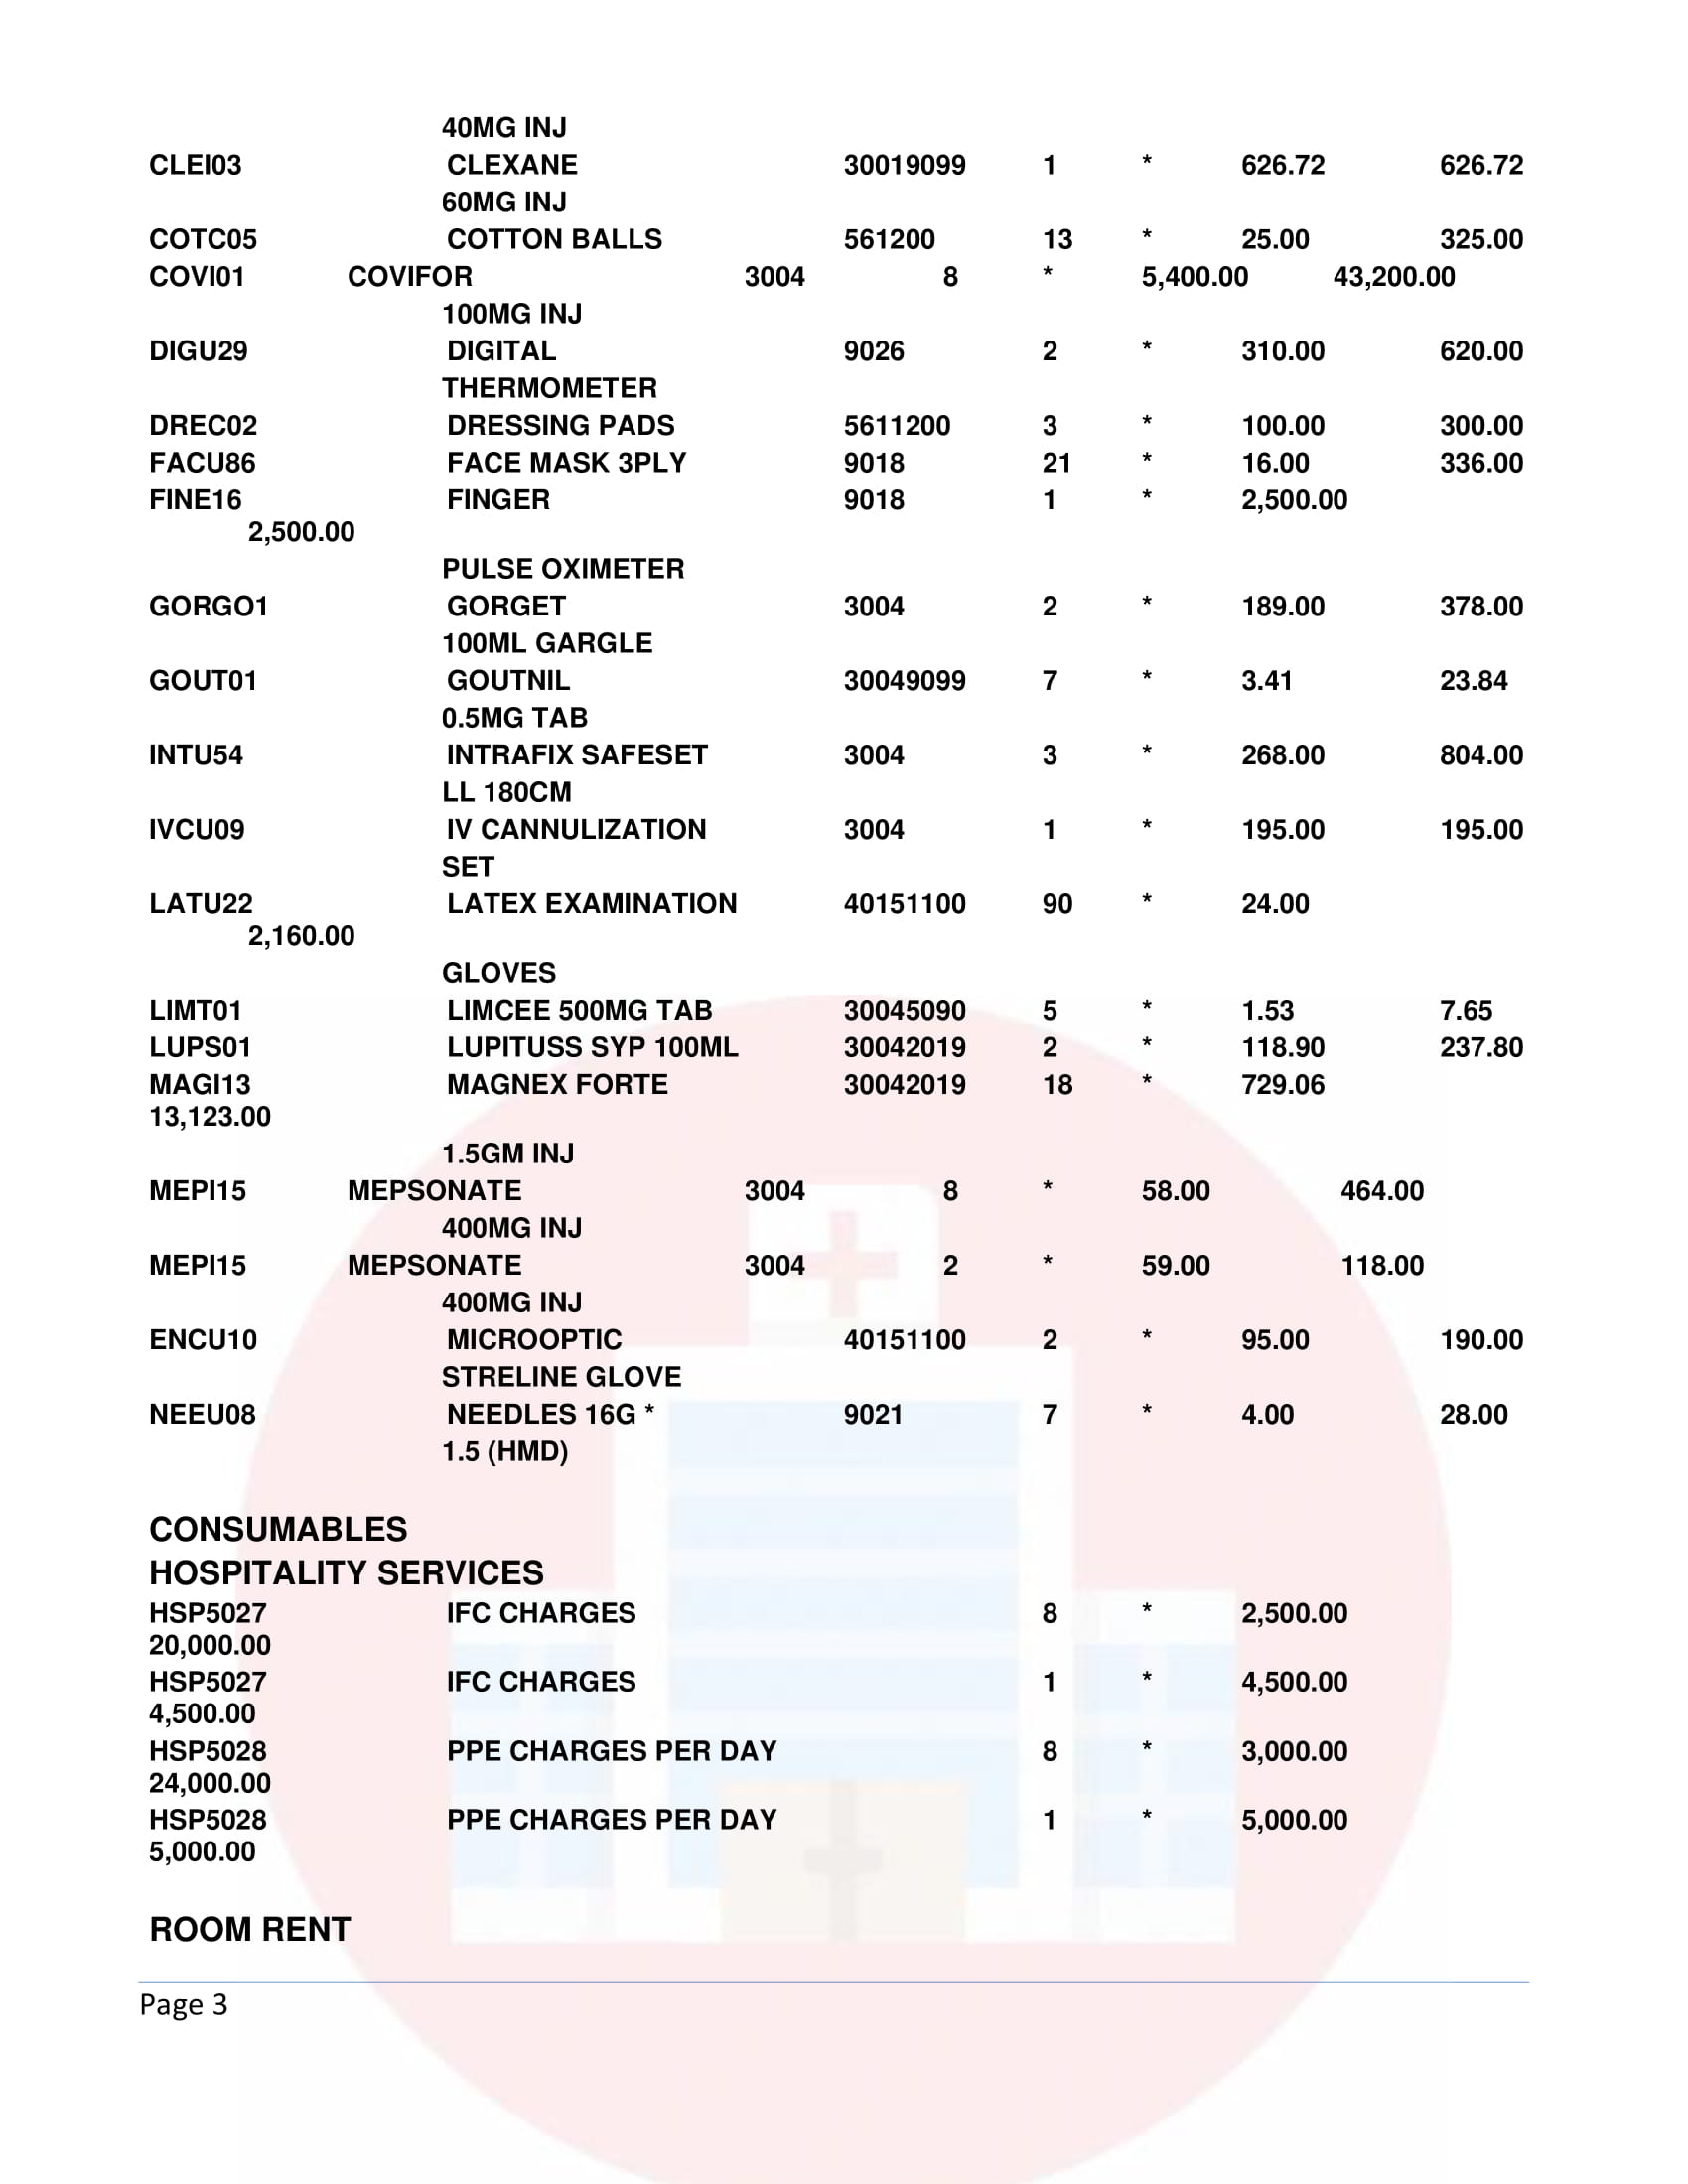 40MG INJ
CLEI03 CLEXANE 30019099 1 * 626.72 626.72
60MG INJ
COTC05 COTTON BALLS 561200 13 * 25.00 325.00
COVI01 COVIFOR 3004 8 * 5,400.00 43,200.00
100MG INJ
DIGU29 DIGITAL 9026 2 * 310.00 620.00
THERMOMETER
DREC02 DRESSING PADS 5611200 3 * 100.00 300.00
FACU86 FACE MASK 3PLY 9018 21 * 16.00 336.00
FINE16 FINGER 9018 1 * 2,500.00
2,500.00
PULSE OXIMETER
GORGO1 GORGET 3004 2 * 189.00 378.00
100ML GARGLE
GOUT01 GOUTNIL 30049099 7 * 3.41 23.84
0.5MG TAB
INTU54 INTRAFIX SAFESET 3004 3 * 268.00 804.00
LL 180CM
IVCU09 IV CANNULIZATION 3004 1 * 195.00 195.00
SET
LATU22 LATEX EXAMINATION 40151100 90 * 24.00
2,160.00
GLOVES
LIMT01 LIMCEE 500MG TAB 30045090 5 * 1.53 7.65
LUPS01 LUPITUSS SYP 100ML 30042019 2 * 118.90 237.80
MAGI13 MAGNEX FORTE 30042019 18 * 729.06
13,123.00
1.5GM INJ
MEPI15 MEPSONATE 3004 8 * 58.00 464.00
400MG INJ
MEPI15 MEPSONATE 3004 2 * 59.00 118.00
400MG INJ
ENCU10 MICROOPTIC 40151100 2 * 95.00 190.00
STRELINE GLOVE
NEEU08 NEEDLES 16G * 9021 7 * 4.00 28.00
1.5 (HMD)
CONSUMABLES
HOSPITALITY SERVICES
HSP5027 IFC CHARGES 8 * 2,500.00
20,000.00
HSP5027 IFC CHARGES 1 * 4,500.00
4,500.00
HSP5028 PPE CHARGES PER DAY 8 * 3,000.00
24,000.00
HSP5028 PPE CHARGES PER DAY 1 * 5,000.00
5,000.00
ROOM RENT
Page 3